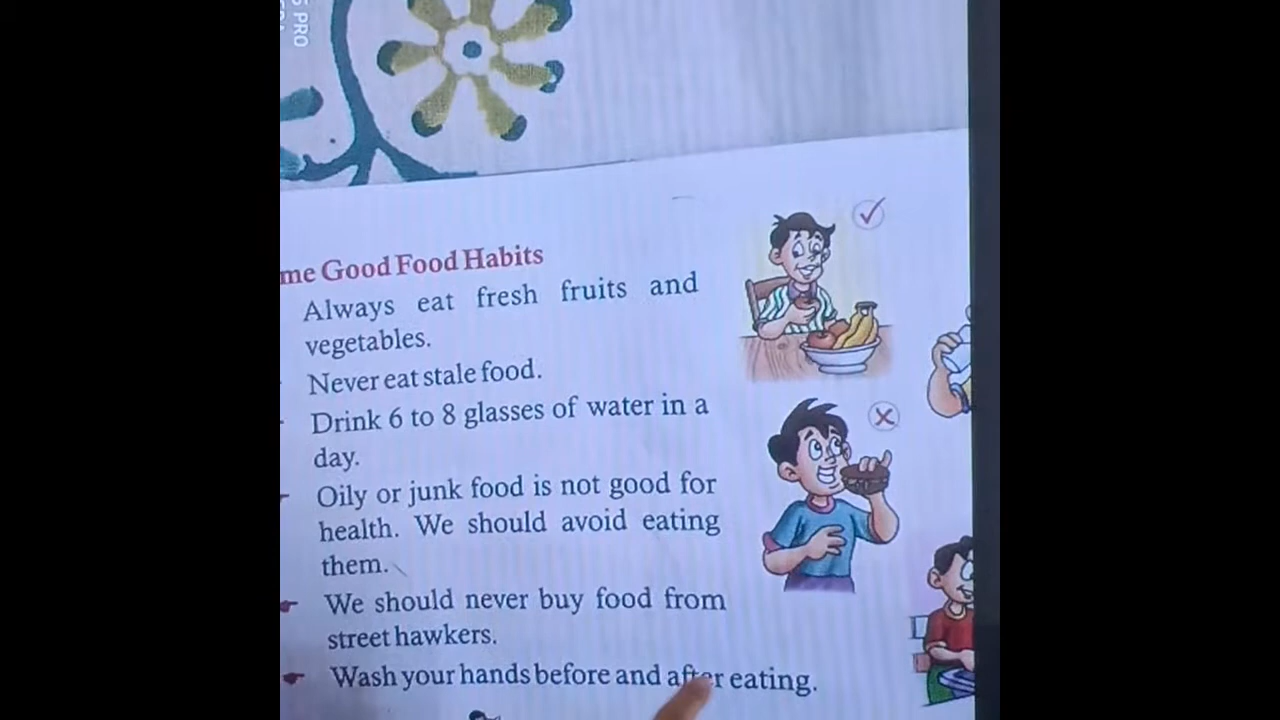 PRO
me Good Food Habits
Always eat fresh fruits and
vegetables.
Never eat stale food.
Drink 6 to 8 glasses of water in a
day.
Oily or junk food is not good for
health. We should avoid eating
them.
We should never buy food from
street hawkers.
Wash your hands before and after eating.